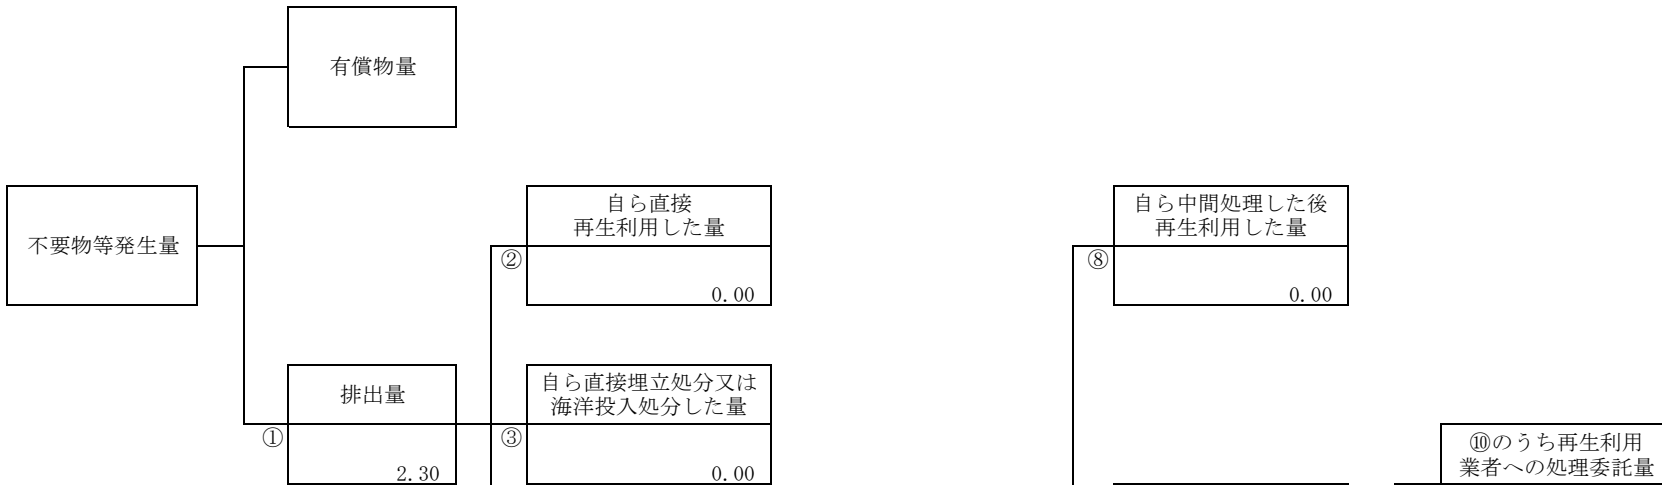 有償物量
不要物等発生量
自ら直接
再生利用した量
②
0.00
自ら中間処理した後
再生利用した量
⑧
0.00
排出量
①
2.30
自ら直接埋立処分又は
海洋投入処分した量
③
0.00
⑩のうち再生利用
業者への処理委託量